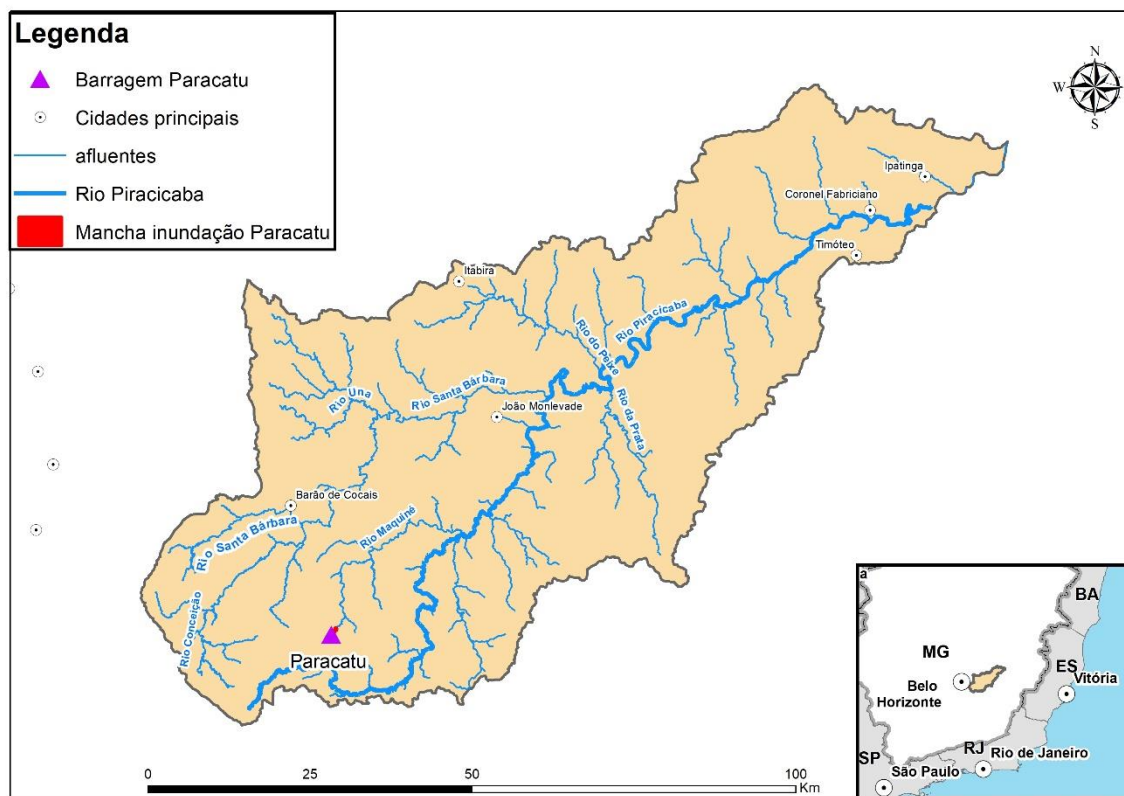 Legenda
Barragem Paracatu
Cidades principais
afluentes
Rio Piracicaba
Mancha inundação Paracatu
N
W
E
S
Ipatinga
Coronel Fabriciano
Timóteo
Itabira
Rio Piracicaba
Rio do Peixe
Rio Una
Rio Santa Bárbara
João Monlevade
Rio da Prata
Barão de Cocais
Rio Santa Bárbara
Rio Maquiné
Rio Conceição
Paracatu
a
BA
MG
ES
Belo
Horizonte
Vitória
RJ
SP
Rio de Janeiro
São Paulo
0
25
50
100
Km